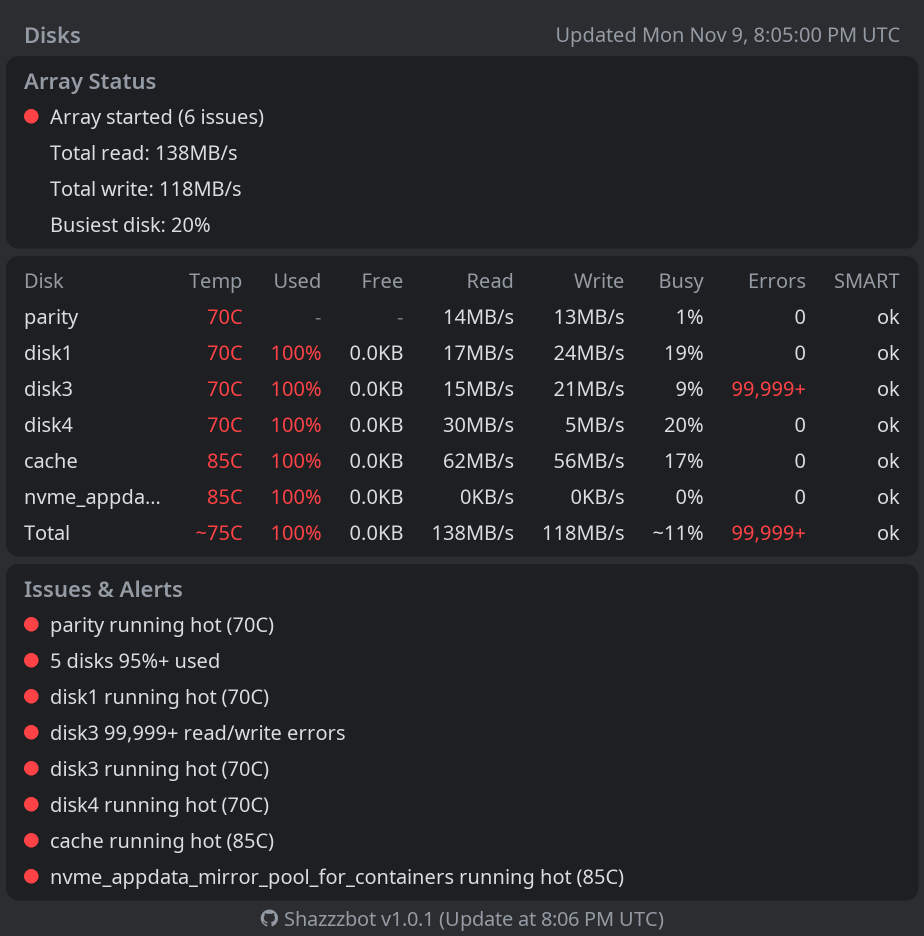 Disks Updated Mon Nov 9, 8:05:00 PM UTC
Array Status
Array started (6 issues)
Total read: 138MB/s
Total write: 118MB/s
Busiest disk: 20%
Disk Temp Used Free Read Write Busy Errors SMART
parity 70C - - 14MB/s 13MB/s 1% 0 ok
disk1 70C 100% 0.0KB 17MB/s 24MB/s 19% 0 ok
disk3 70C 100% 0.0KB 15MB/s 21MB/s 9% 99,999+ ok
disk4 70C 100% 0.0KB 30MB/s 5MB/s 20% 0 ok
cache 85C 100% 0.0KB 62MB/s 56MB/s 17% 0 ok
nvme_appda... 85C 100% 0.0KB 0KB/s 0KB/s 0% 0 ok
Total ~75C 100% 0.0KB 138MB/s 118MB/s ~11% 99,999+ ok
Issues & Alerts
parity running hot (70C)
5 disks 95%+ used
disk1 running hot (70C)
disk3 99,999+ read/write errors
disk3 running hot (70C)
disk4 running hot (70C)
cache running hot (85C)
nvme_appdata_mirror_pool_for_containers running hot (85C)
Shazzzbot v1.0.1 (Update at 8:06 PM UTC)